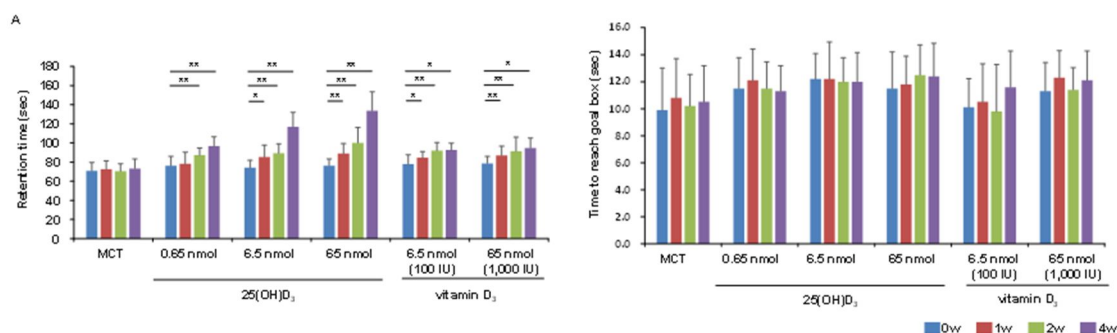 A
Retention time (sec)
180
160
140
120
100
80
60
40
20
0
** ** 
** ** *
** ** **
* ** *
* ** **
MCT 0.65 nmol 6.5 nmol 65 nmol 6.5 nmol (100 IU) 65 nmol (1,000 IU)
25(OH)D₃ vitamin D₃
Time to reach goal box (sec)
16.0
14.0
12.0
10.0
8.0
6.0
4.0
2.0
0.0
MCT 0.65 nmol 6.5 nmol 65 nmol 6.5 nmol (100 IU) 65 nmol (1,000 IU)
25(OH)D₃ vitamin D₃
0w 1w 2w 4w